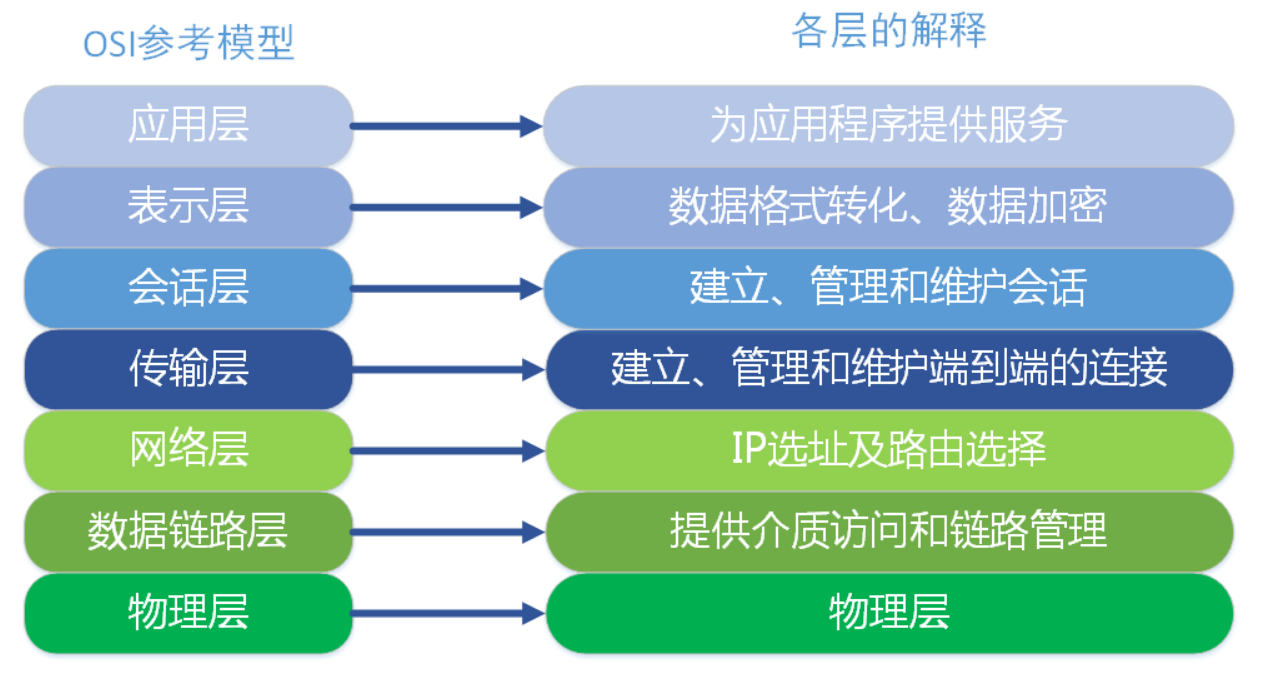 OSI参考模型
各层的解释
应用层
为应用程序提供服务
表示层
数据格式转化、数据加密
会话层
建立、管理和维护会话
传输层
建立、管理和维护端到端的连接
网络层
IP选址及路由选择
数据链路层
提供介质访问和链路管理
物理层
物理层